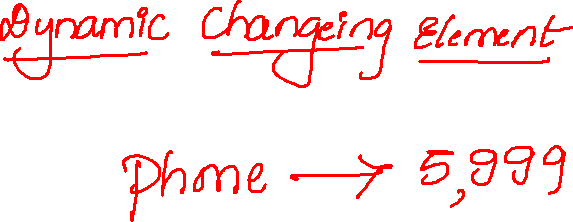 Dynamic Changeing Element
Phone → 5,999